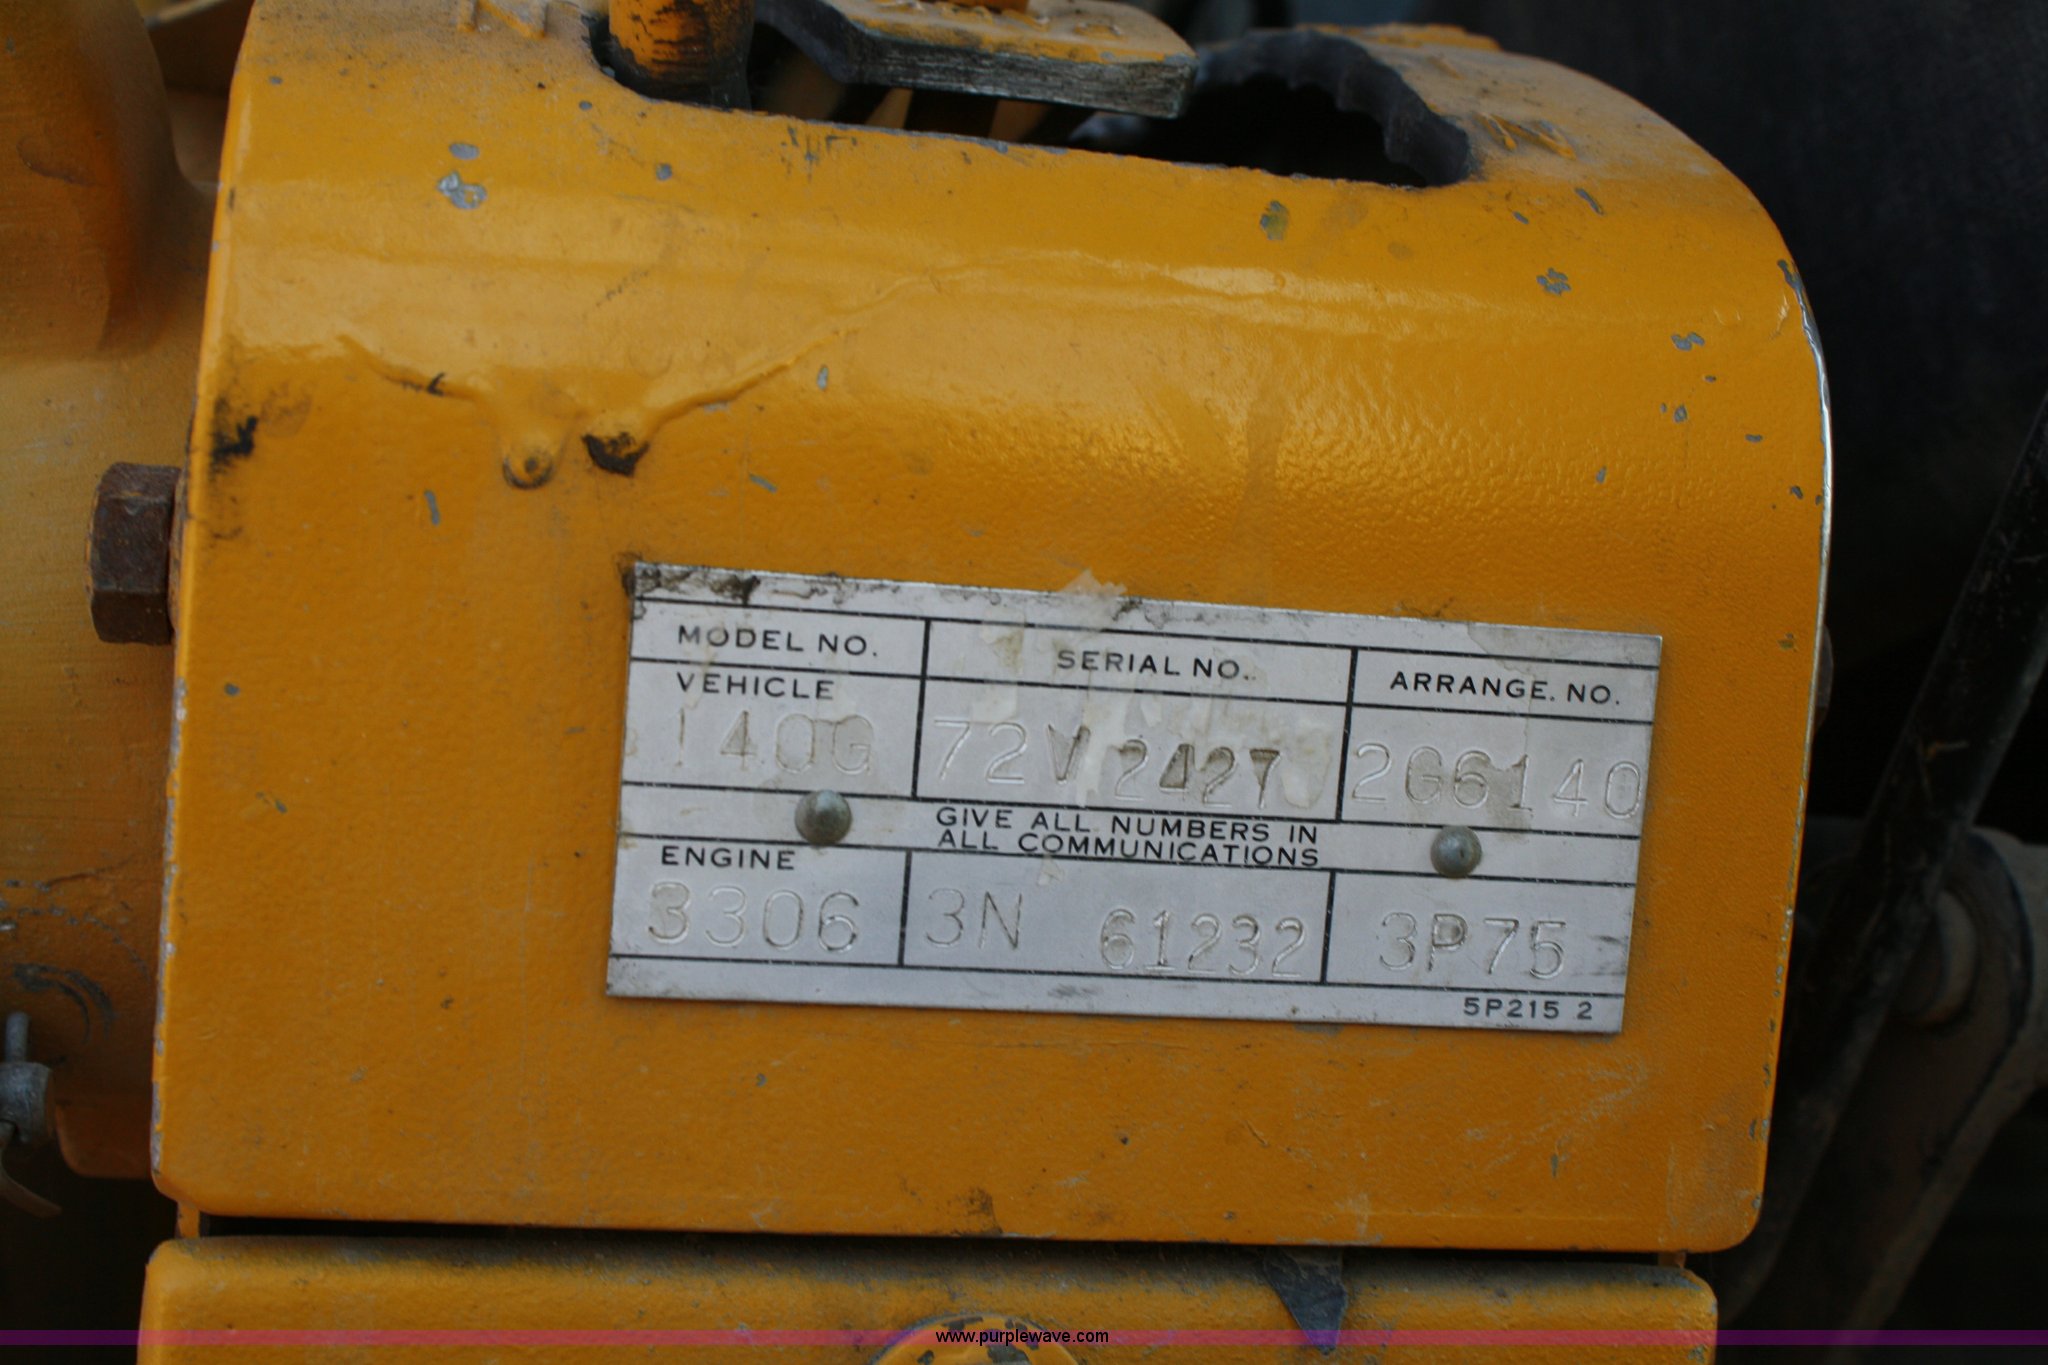 MODEL NO. SERIAL NO. ARRANGE. NO.
VEHICLE
140G 72V2427 2G6140
GIVE ALL NUMBERS IN
ALL COMMUNICATIONS
ENGINE
3306 3N 61232 3P75
5P215 2
www.purplewave.com